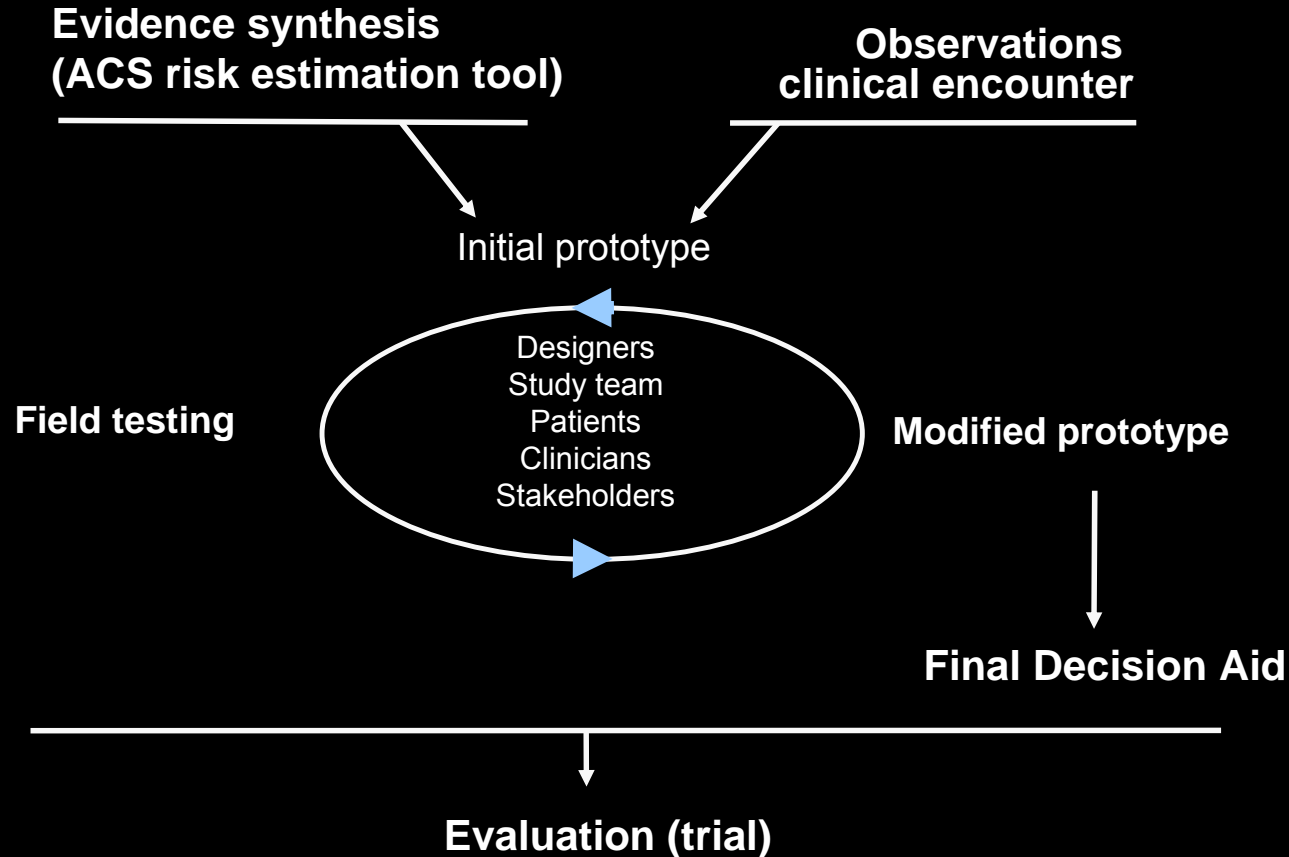 Evidence synthesis
(ACS risk estimation tool)
Observations
clinical encounter
Initial prototype
Designers
Study team
Patients
Clinicians
Stakeholders
Field testing
Modified prototype
Final Decision Aid
Evaluation (trial)